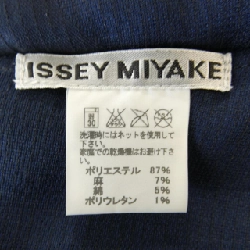 ISSEY MIYAKE
洗濯時にはネットを使用して
下さい。
家庭での乾燥機はお避け下さ
い。
ポリエステル 87%
麻 7%
綿 5%
ポリウレタン 1%